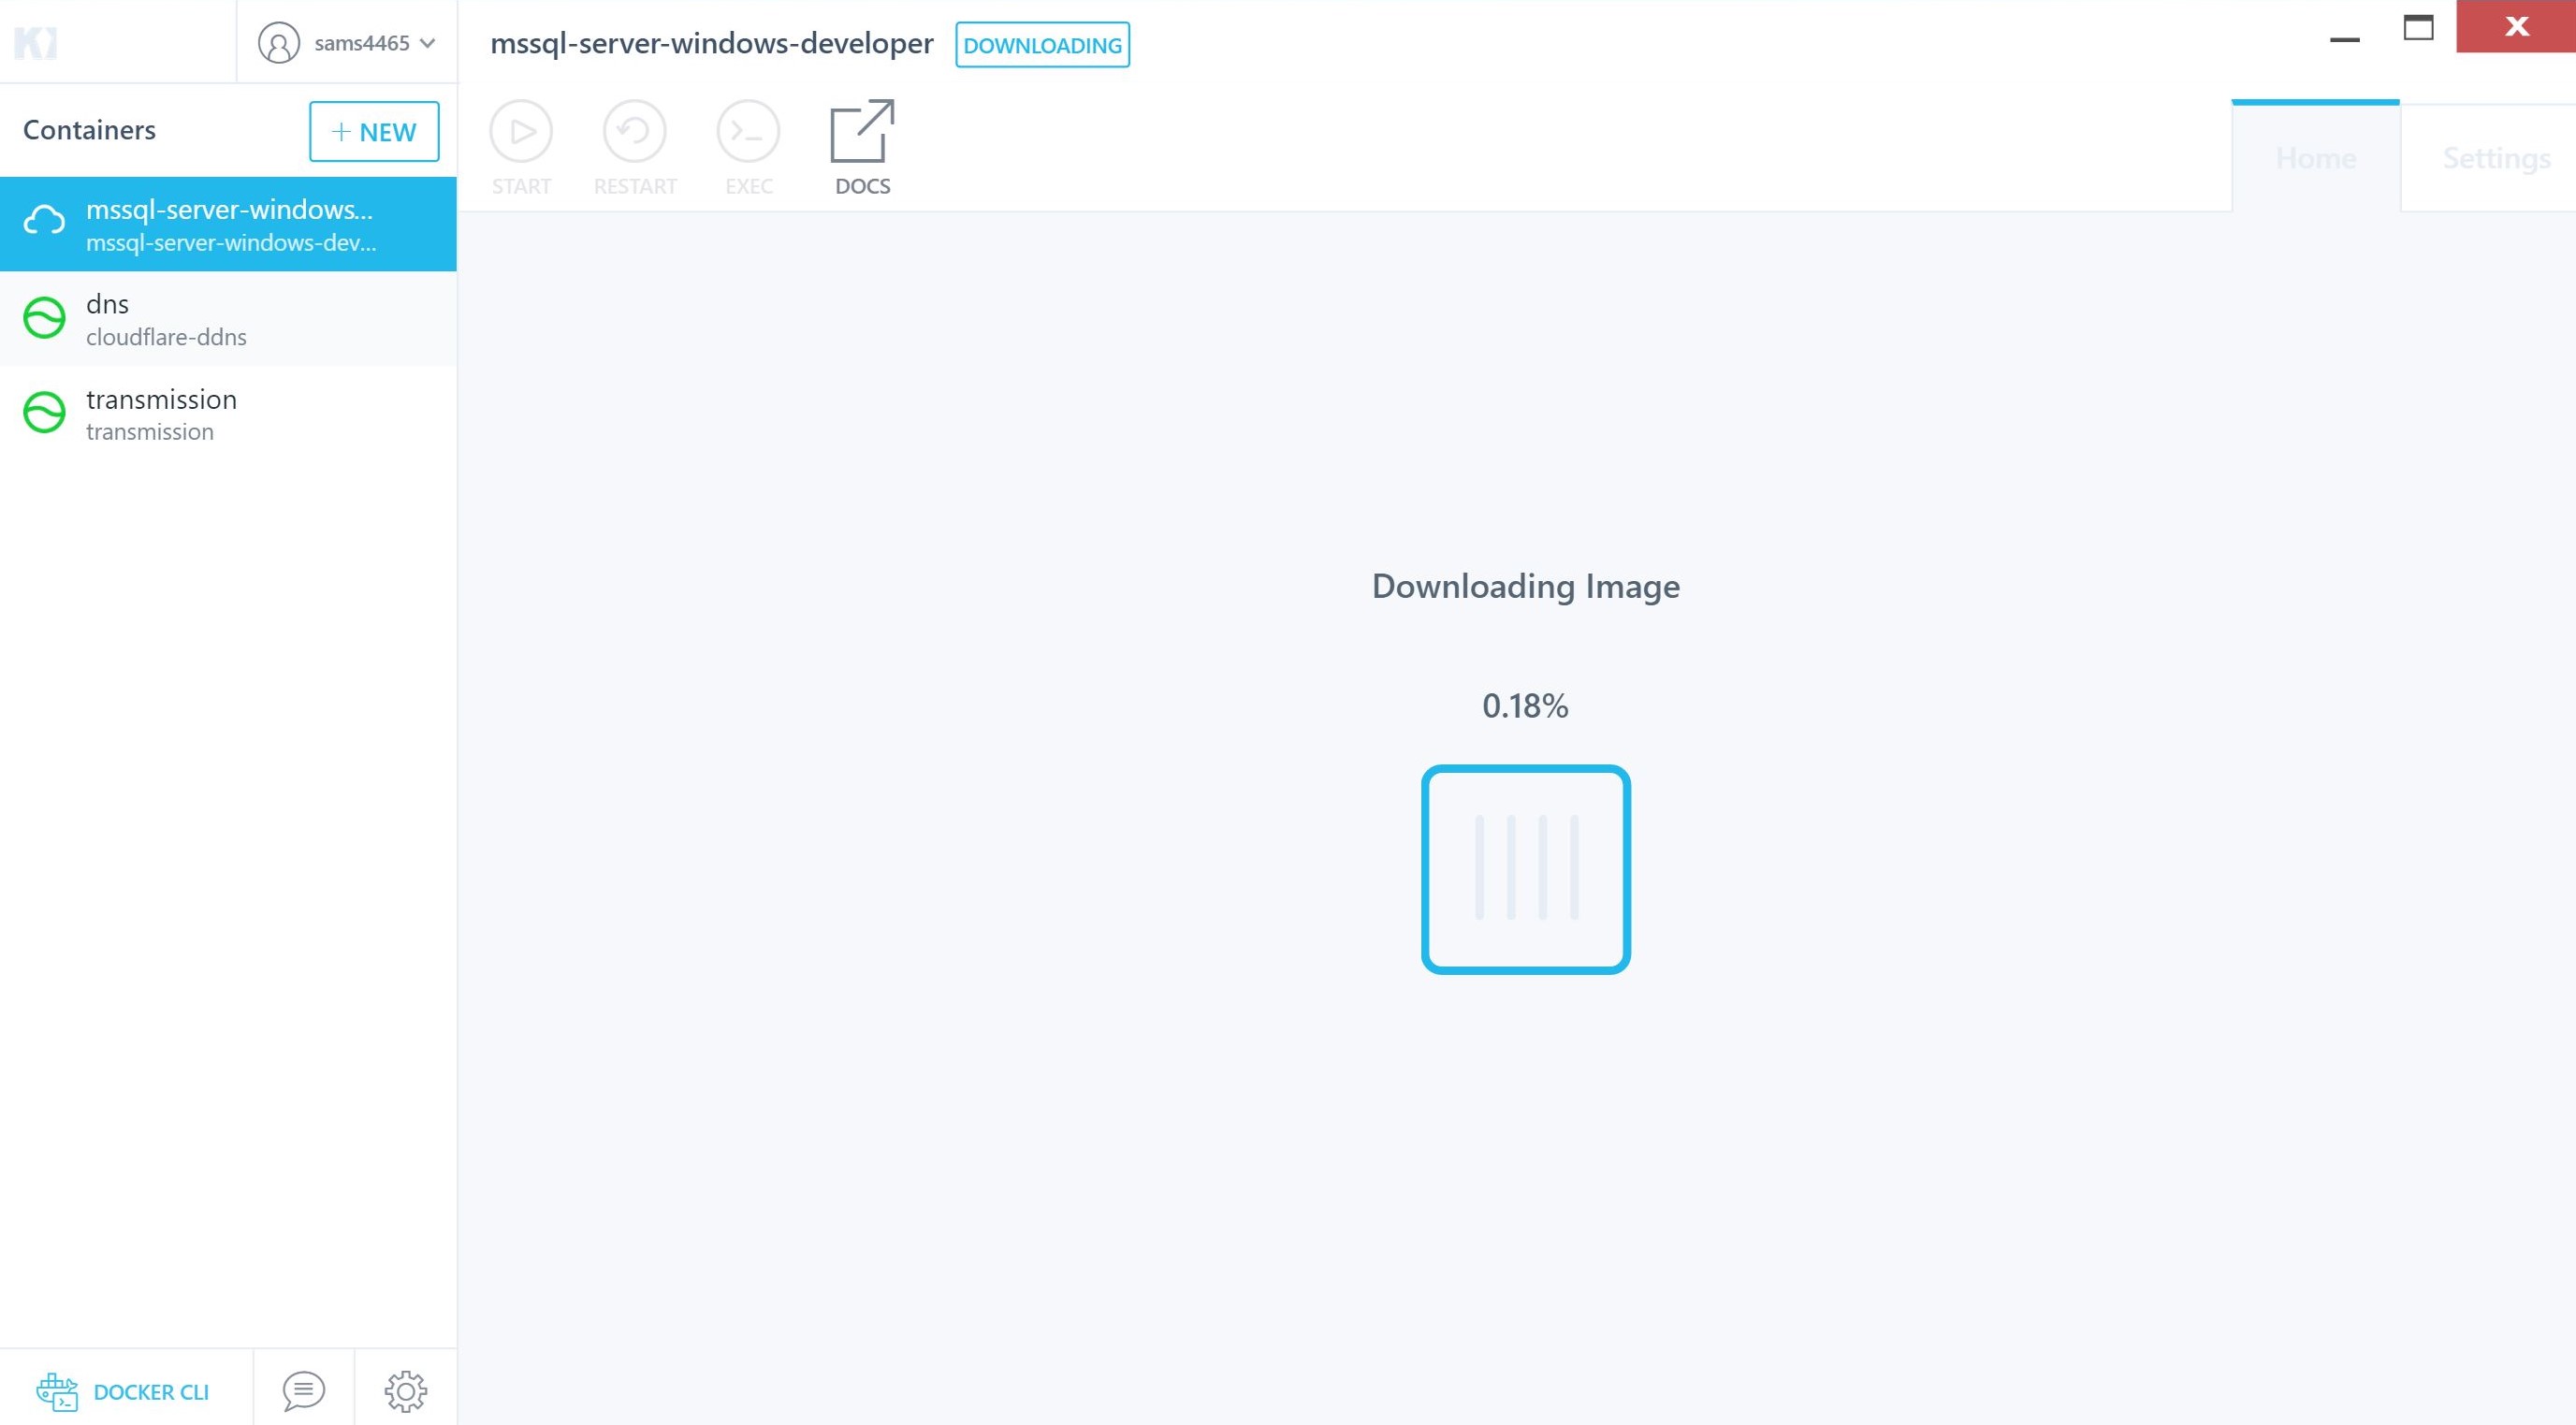 KI
sams4465
mssql-server-windows-developer
DOWNLOADING
Containers
+ NEW
START
RESTART
EXEC
DOCS
Home
Settings
mssql-server-windows...
mssql-server-windows-dev...
dns
cloudflare-ddns
transmission
transmission
Downloading Image
0.18%
DOCKER CLI